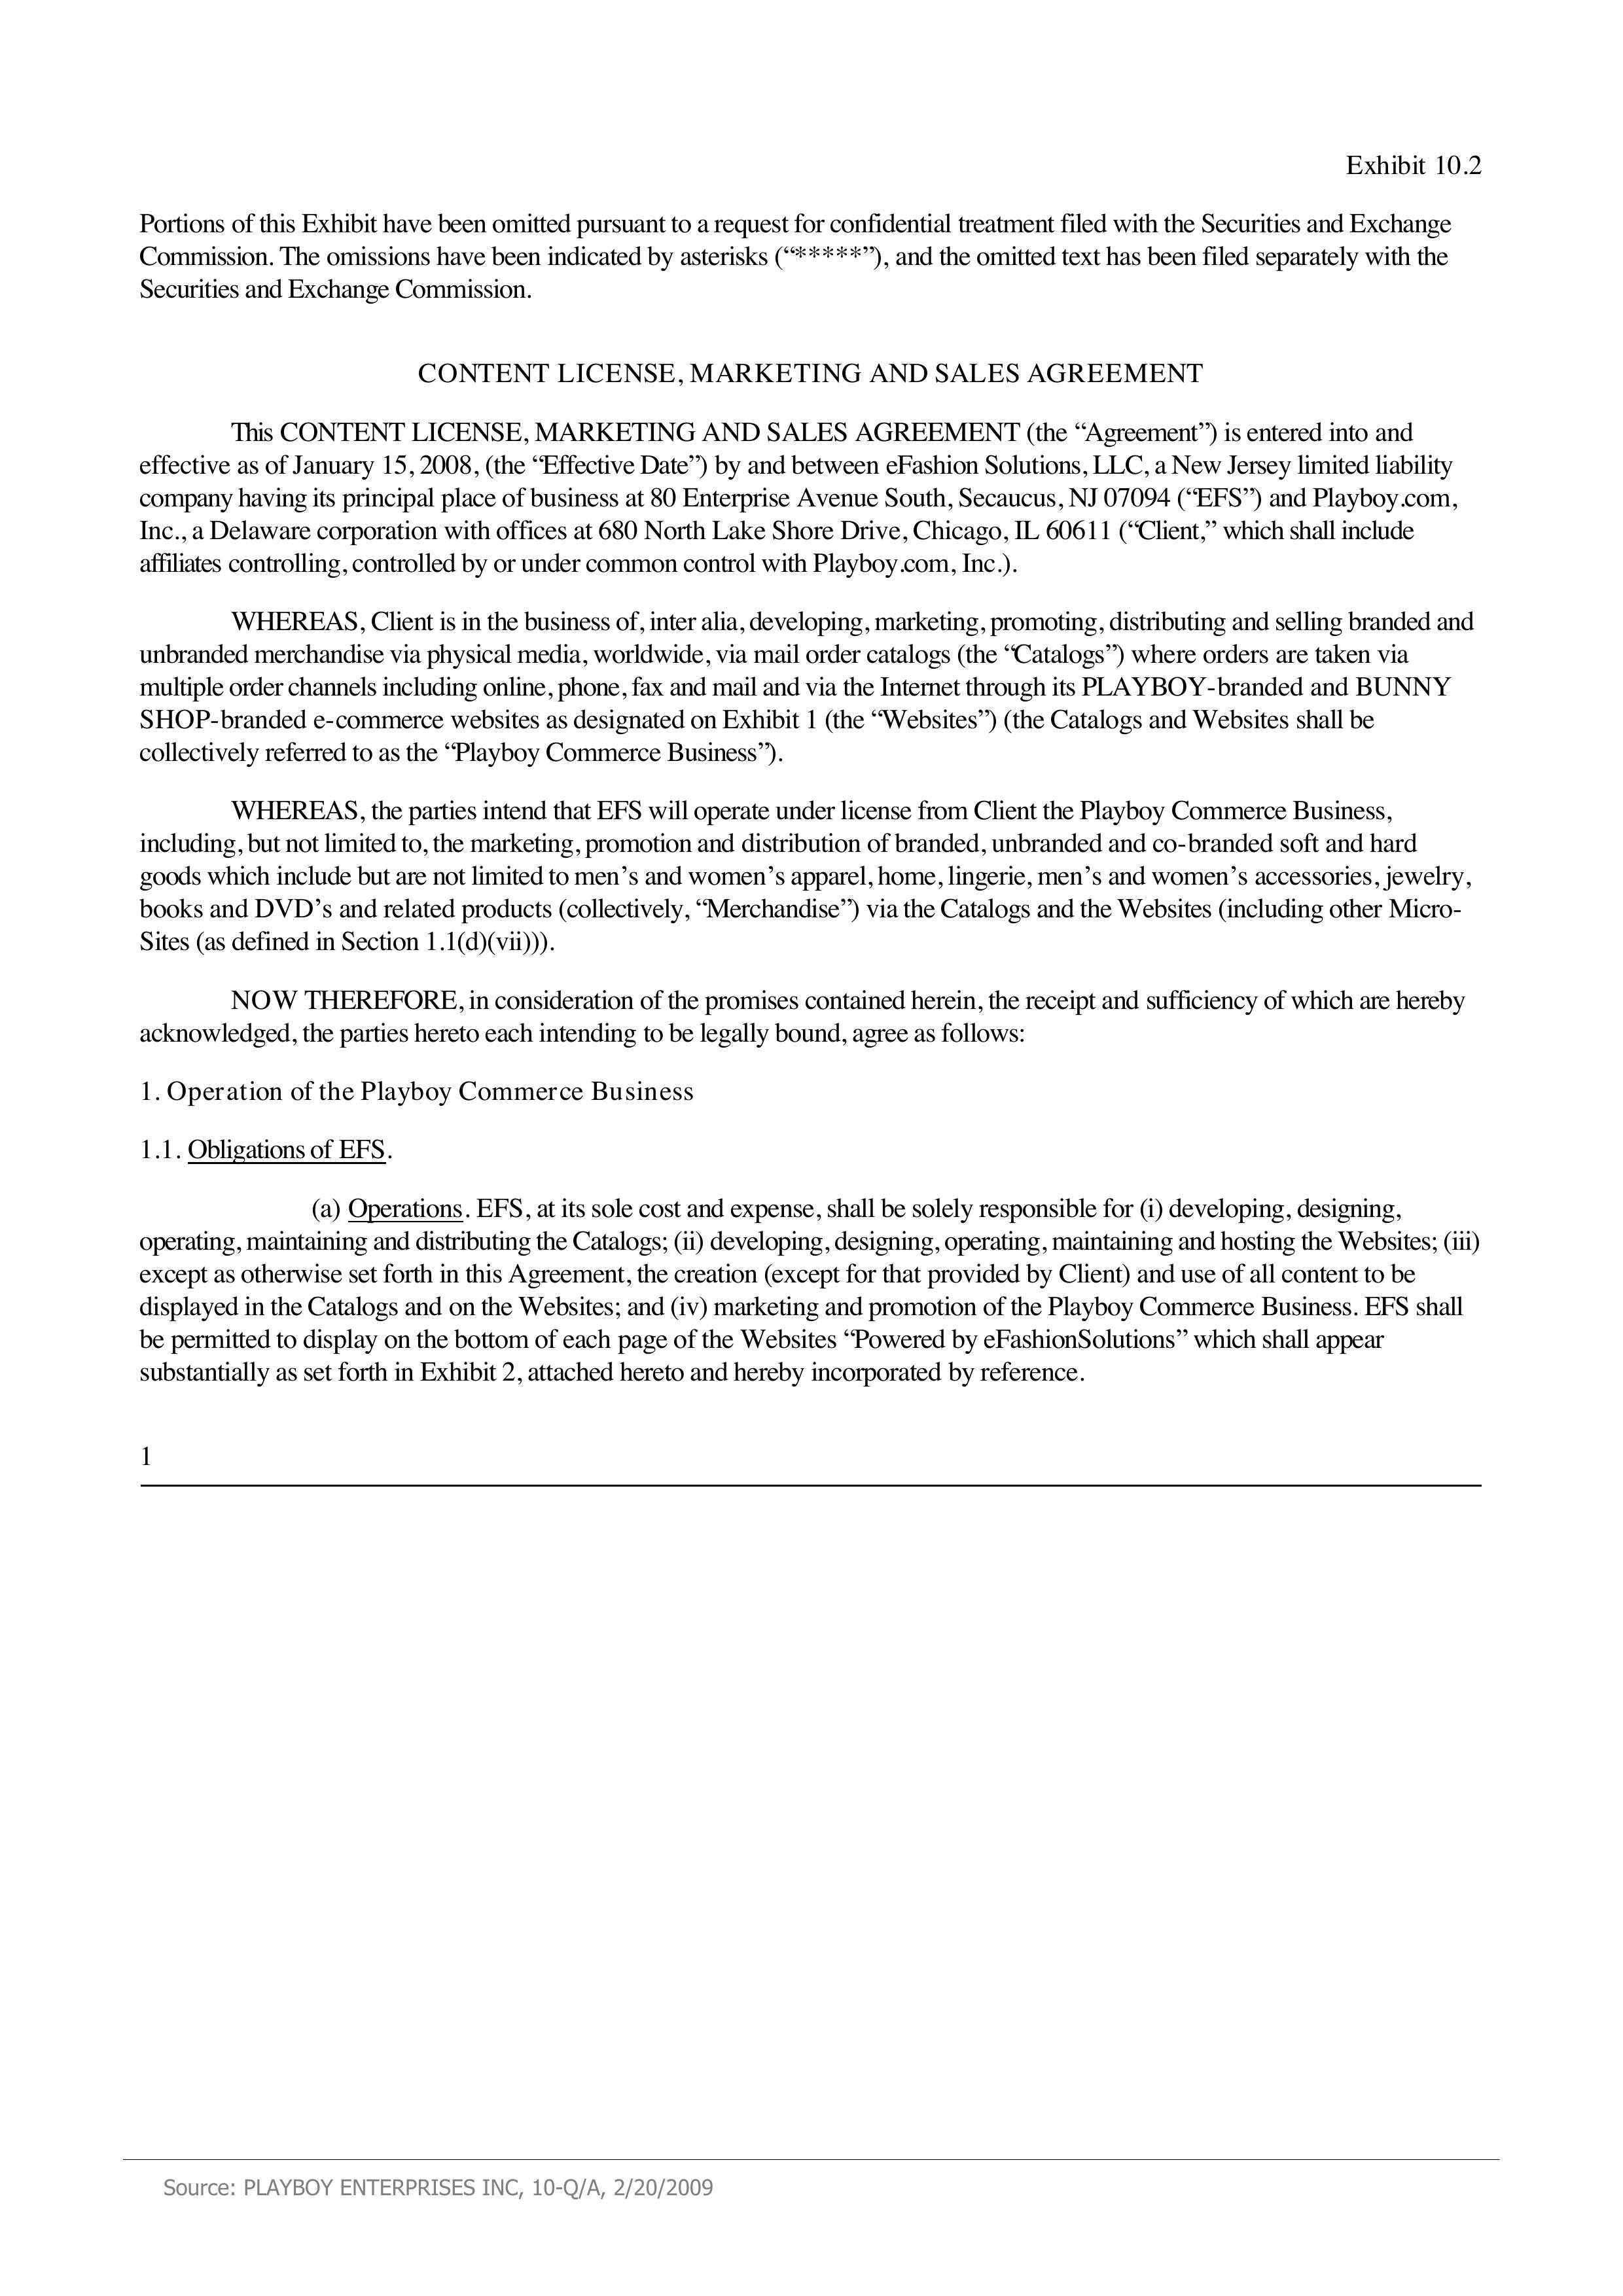 Exhibit 10.2
Portions of this Exhibit have been omitted pursuant to a request for confidential treatment filed with the Securities and Exchange
Commission. The omissions have been indicated by asterisks (“*****”), and the omitted text has been filed separately with the
Securities and Exchange Commission.
CONTENT LICENSE, MARKETING AND SALES AGREEMENT
This CONTENT LICENSE, MARKETING AND SALES AGREEMENT (the “Agreement”) is entered into and
effective as of January 15, 2008, (the “Effective Date”) by and between eFashion Solutions, LLC, a New Jersey limited liability
company having its principal place of business at 80 Enterprise Avenue South, Secaucus, NJ 07094 (“EFS”) and Playboy.com,
Inc., a Delaware corporation with offices at 680 North Lake Shore Drive, Chicago, IL 60611 (“Client,” which shall include
affiliates controlling, controlled by or under common control with Playboy.com, Inc.).
WHEREAS, Client is in the business of, inter alia, developing, marketing, promoting, distributing and selling branded and
unbranded merchandise via physical media, worldwide, via mail order catalogs (the “Catalogs”) where orders are taken via
multiple order channels including online, phone, fax and mail and via the Internet through its PLAYBOY-branded and BUNNY
SHOP-branded e-commerce websites as designated on Exhibit 1 (the “Websites”) (the Catalogs and Websites shall be
collectively referred to as the “Playboy Commerce Business”).
WHEREAS, the parties intend that EFS will operate under license from Client the Playboy Commerce Business,
including, but not limited to, the marketing, promotion and distribution of branded, unbranded and co-branded soft and hard
goods which include but are not limited to men’s and women’s apparel, home, lingerie, men’s and women’s accessories, jewelry,
books and DVD’s and related products (collectively, “Merchandise”) via the Catalogs and the Websites (including other Micro-
Sites (as defined in Section 1.1(d)(vii))).
NOW THEREFORE, in consideration of the promises contained herein, the receipt and sufficiency of which are hereby
acknowledged, the parties hereto each intending to be legally bound, agree as follows:
1. Operation of the Playboy Commerce Business
1.1. Obligations of EFS.
(a) Operations. EFS, at its sole cost and expense, shall be solely responsible for (i) developing, designing,
operating, maintaining and distributing the Catalogs; (ii) developing, designing, operating, maintaining and hosting the Websites; (iii)
except as otherwise set forth in this Agreement, the creation (except for that provided by Client) and use of all content to be
displayed in the Catalogs and on the Websites; and (iv) marketing and promotion of the Playboy Commerce Business. EFS shall
be permitted to display on the bottom of each page of the Websites “Powered by eFashionSolutions” which shall appear
substantially as set forth in Exhibit 2, attached hereto and hereby incorporated by reference.
1
Source: PLAYBOY ENTERPRISES INC, 10-Q/A, 2/20/2009